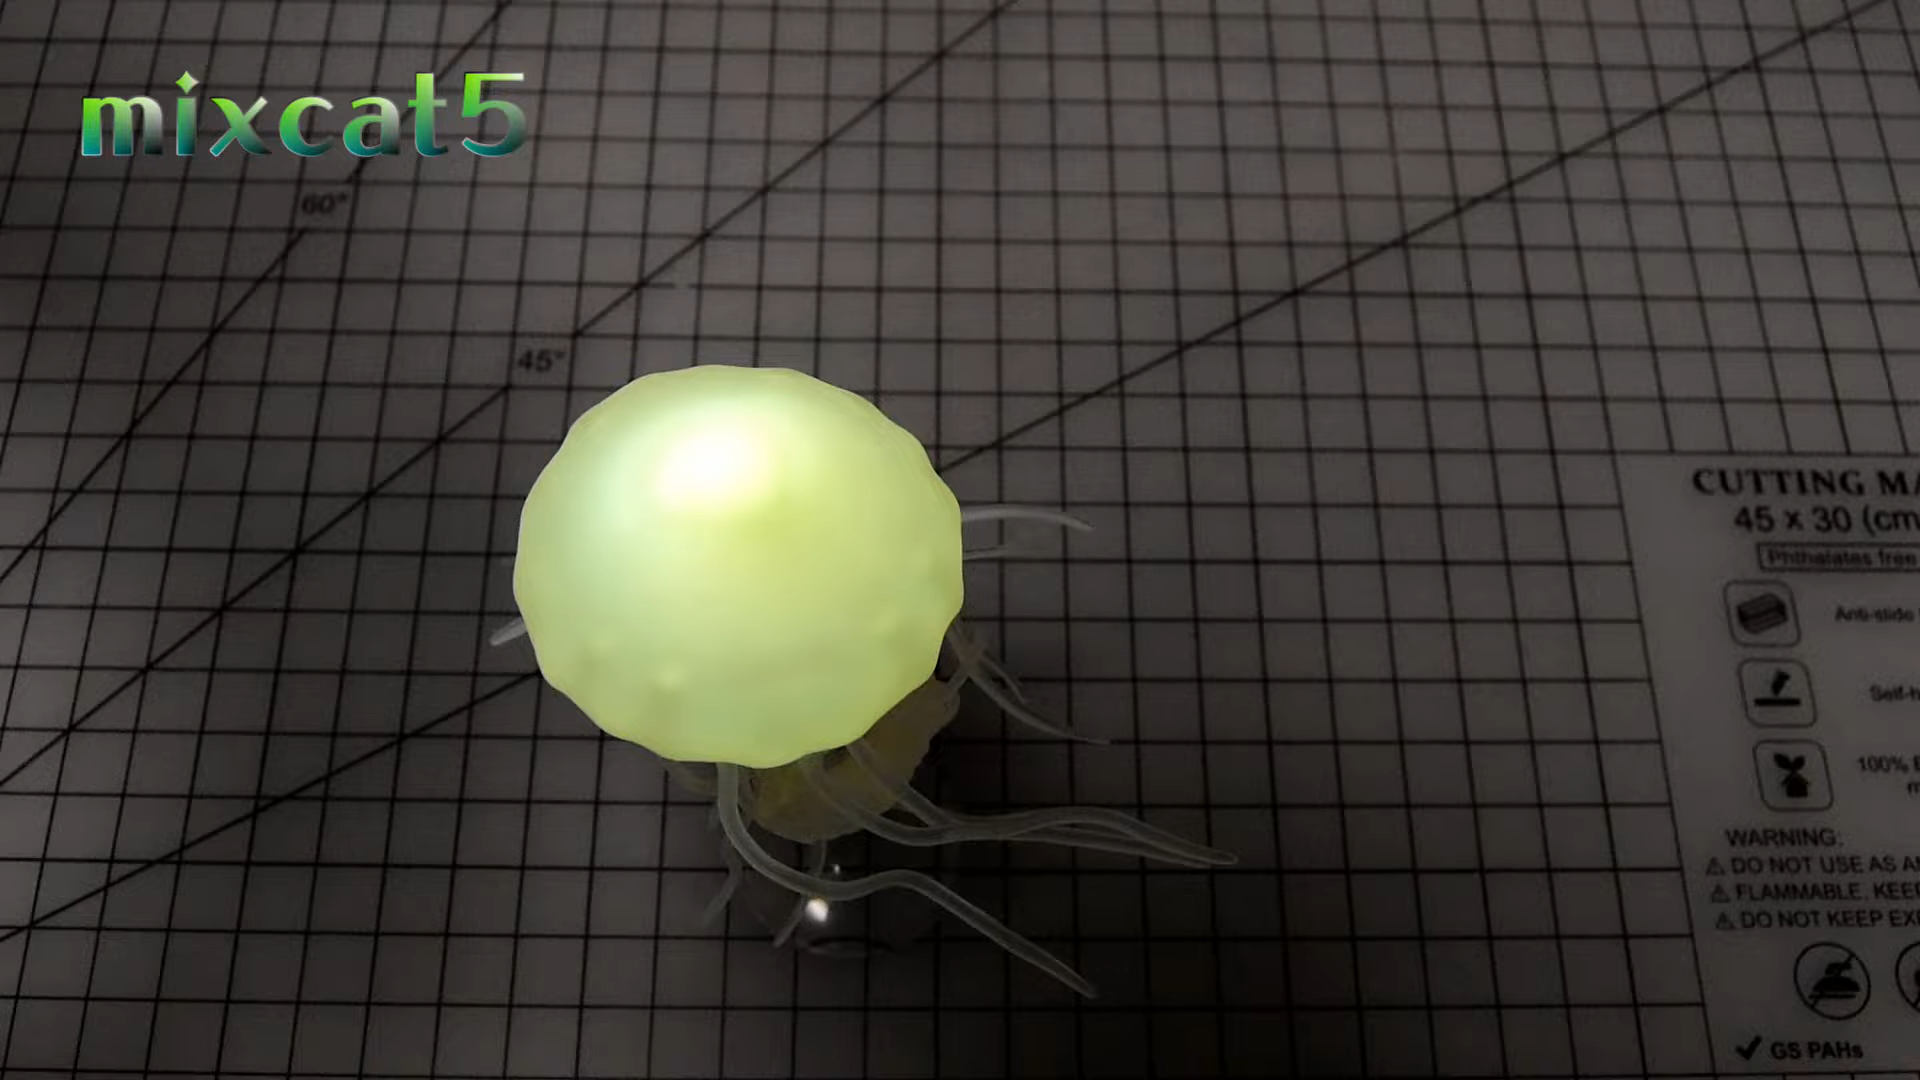 mixcat5
60°
45°
CUTTING MA
45 x 30 (cm
Phthalates free
Anti-slide
Self-h
100%
WARNING:
⚠ DO NOT USE AS A
⚠ FLAMMABLE. KEE
⚠ DO NOT KEEP EX
✓ GS PAHs